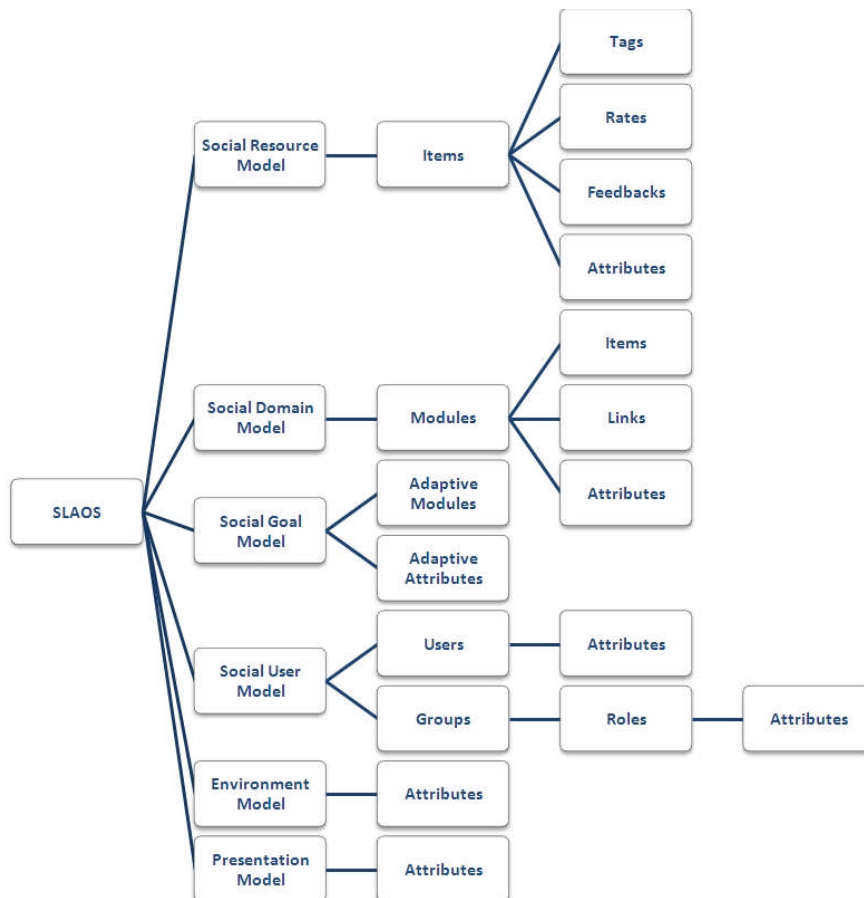 Tags
Rates
Social Resource
Model
Items
Feedbacks
Attributes
Items
Social Domain
Model
Modules
Links
Attributes
Adaptive
Modules
SLAOS
Social Goal
Model
Adaptive
Attributes
Users
Attributes
Social User
Model
Groups
Roles
Attributes
Environment
Model
Attributes
Presentation
Model
Attributes